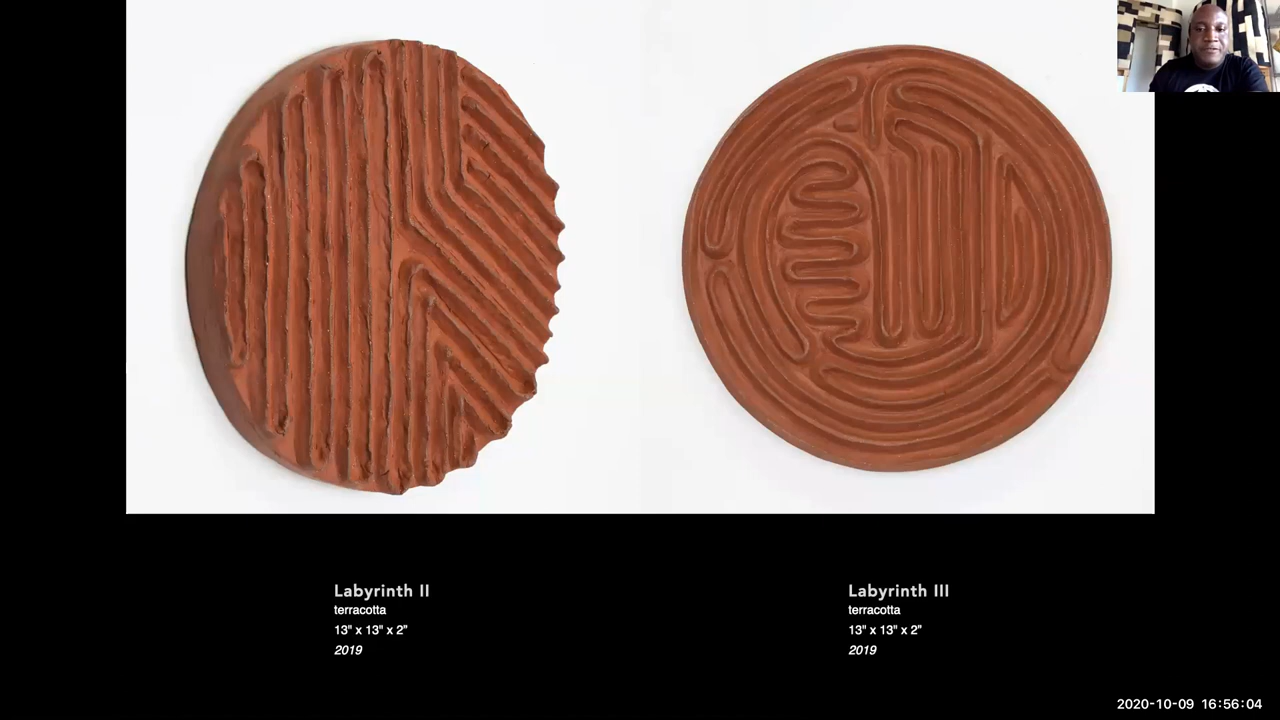 Labyrinth II
terracotta
13" x 13" x 2"
2019
Labyrinth III
terracotta
13" x 13" x 2"
2019
2020-10-09 16:56:04